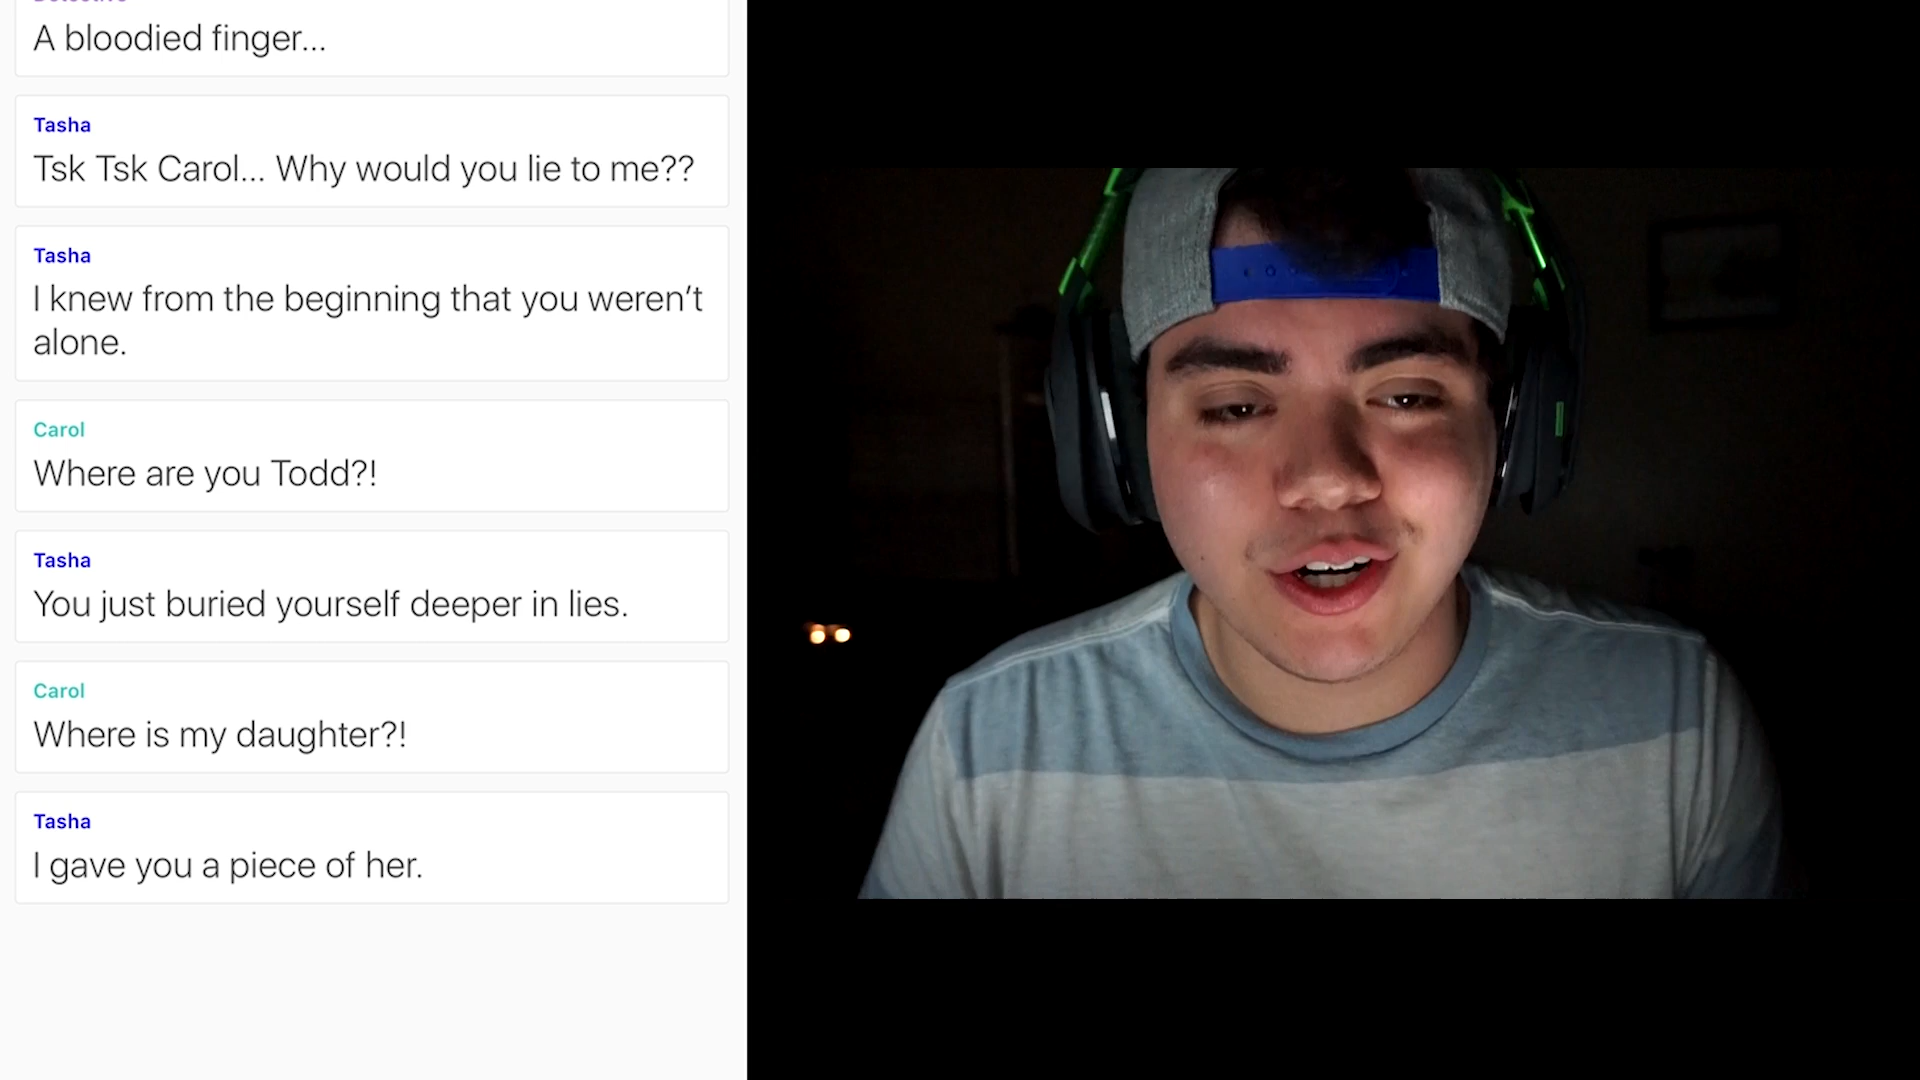 A bloodied finger...
Tasha
Tsk Tsk Carol... Why would you lie to me??
Tasha
I knew from the beginning that you weren’t
alone.
Carol
Where are you Todd?!
Tasha
You just buried yourself deeper in lies.
Carol
Where is my daughter?!
Tasha
I gave you a piece of her.